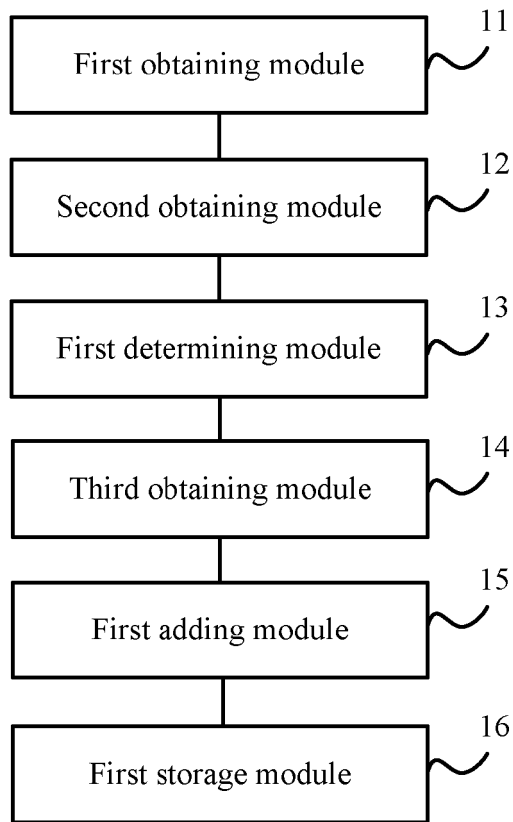 11
First obtaining module
12
Second obtaining module
13
First determining module
14
Third obtaining module
15
First adding module
16
First storage module